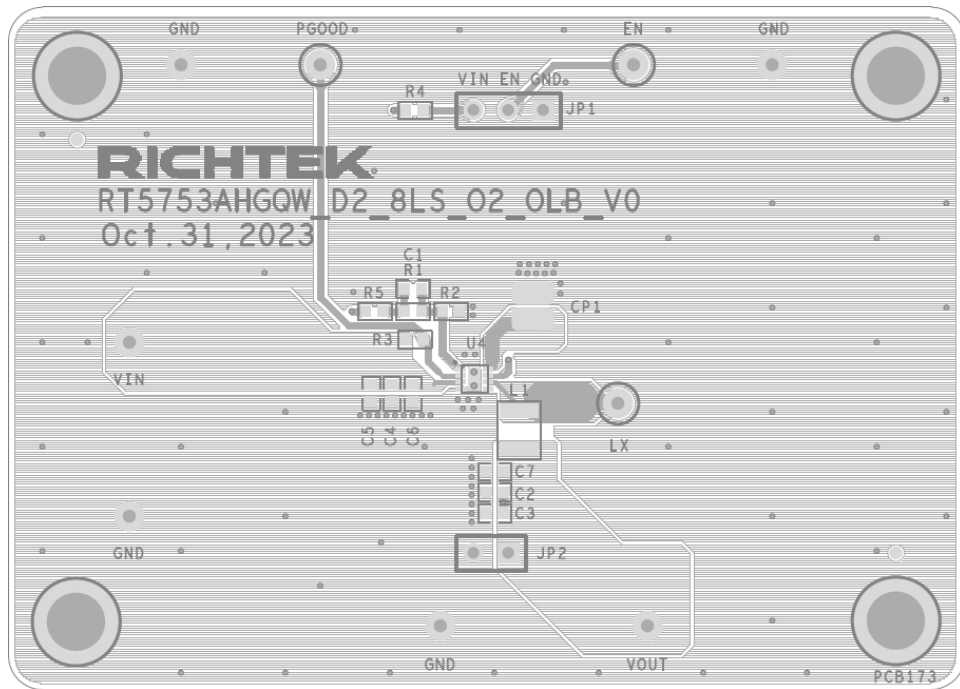 GND PGOOD EN GND
VIN EN GND
R4
JP1
RICHTEK
RT5753AHGQW_D2_8LS_O2_OLB_V0
Oct.31,2023
C1
R1
R5 R2
CP1
R3 U4
VIN
L1
C5 C4 C6
LX
C7
C2
C3
GND
JP2
GND VOUT
PCB173